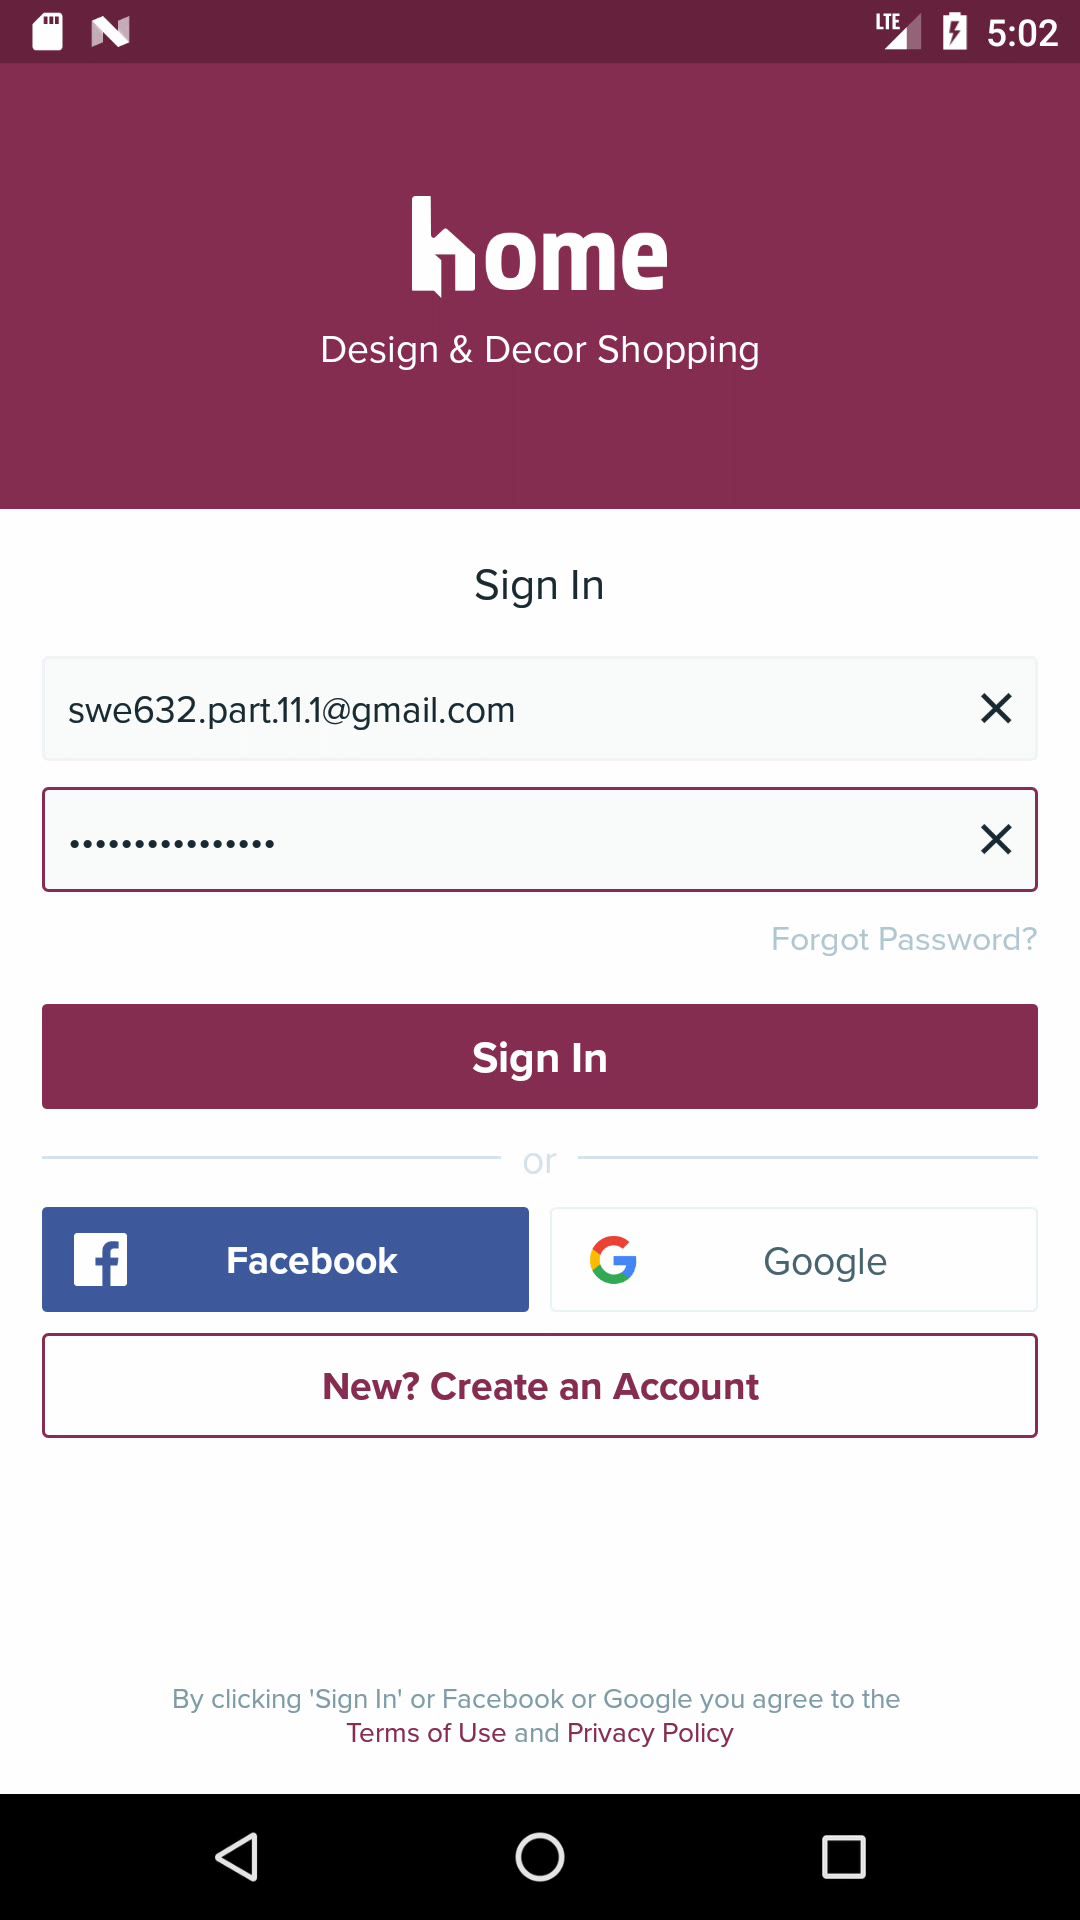 LTE 5:02
home
Design & Decor Shopping
Sign In
swe632.part.11.1@gmail.com
••••••••••••••••
Forgot Password?
Sign In
or
Facebook
Google
New? Create an Account
By clicking 'Sign In' or Facebook or Google you agree to the
Terms of Use and Privacy Policy